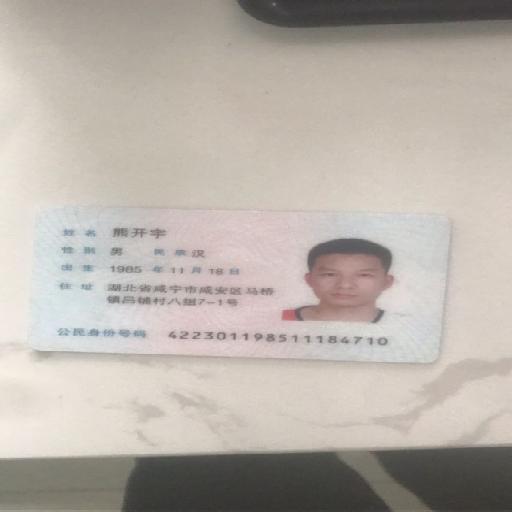 姓名 熊开宇
性别 男 民族 汉
出生 1985 年 11 月 18 日
住址 湖北省咸宁市咸安区马桥
镇吕铺村八组7-1号
公民身份号码 422301198511184710